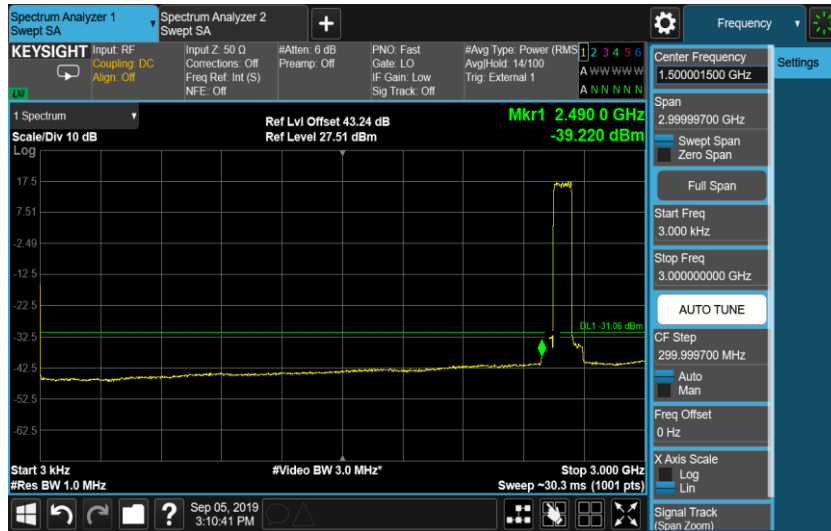 Spectrum Analyzer 1
Swept SA
Spectrum Analyzer 2
Swept SA
+
Frequency
KEYSIGHT
LXI
Input: RF
Coupling: DC
Align: Off
Input Z: 50 Ω
Corrections: Off
Freq Ref: Int (S)
NFE: Off
#Atten: 6 dB
Preamp: Off
PNO: Fast
Gate: LO
IF Gain: Low
Sig Track: Off
#Avg Type: Power (RMS
Avg|Hold: 14/100
Trig: External 1
1 2 3 4 5 6
A W W W W W
A N N N N N
1 Spectrum
Scale/Div 10 dB
Log
Ref Lvl Offset 43.24 dB
Ref Level 27.51 dBm
Mkr1 2.490 0 GHz
-39.220 dBm
17.5
7.51
-2.49
-12.5
-22.5
-32.5
-42.5
-52.5
-62.5
DL1 -31.06 dBm
Start 3 kHz
#Res BW 1.0 MHz
#Video BW 3.0 MHz*
Stop 3.000 GHz
Sweep ~30.3 ms (1001 pts)
Center Frequency
1.500001500 GHz
Settings
Span
2.99999700 GHz
Swept Span
Zero Span
Full Span
Start Freq
3.000 kHz
Stop Freq
3.000000000 GHz
AUTO TUNE
CF Step
299.999700 MHz
Auto
Man
Freq Offset
0 Hz
X Axis Scale
Log
Lin
Signal Track
(Span Zoom)
?
Sep 05, 2019
3:10:41 PM